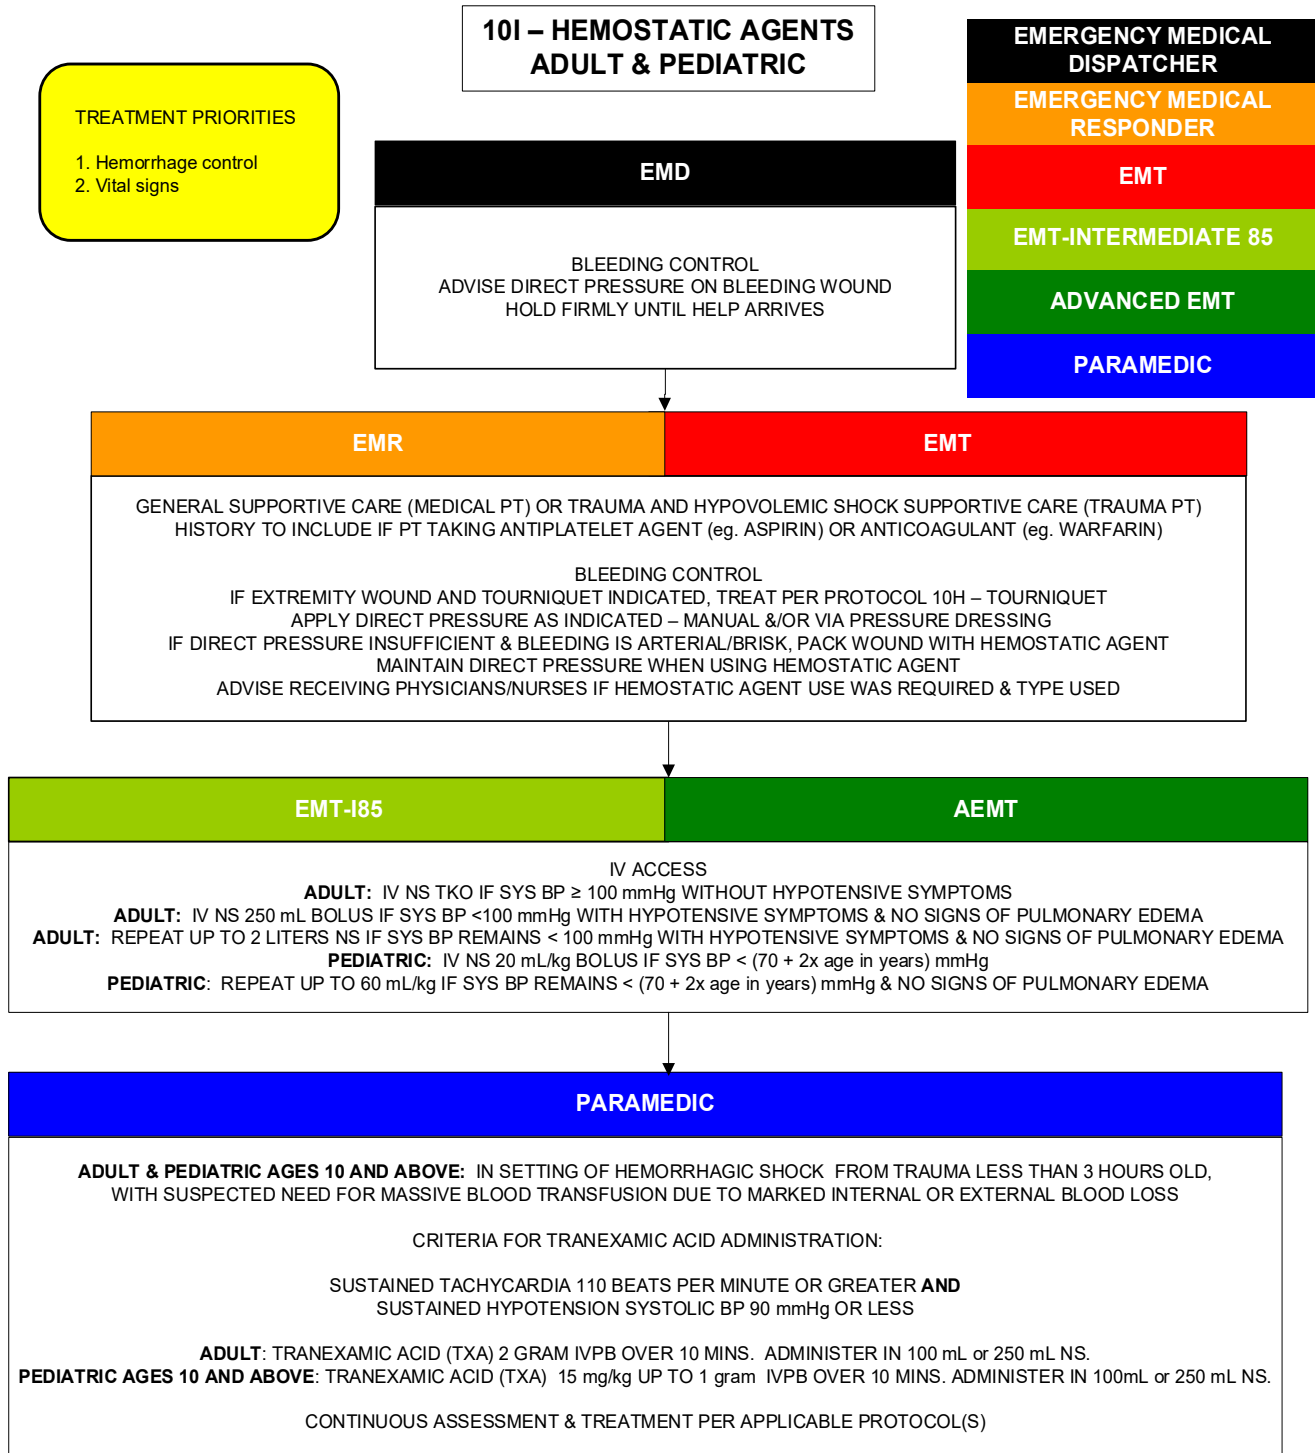 10I – HEMOSTATIC AGENTS
ADULT & PEDIATRIC
EMERGENCY MEDICAL
DISPATCHER
EMERGENCY MEDICAL
RESPONDER
EMT
EMT-INTERMEDIATE 85
ADVANCED EMT
PARAMEDIC
TREATMENT PRIORITIES
1. Hemorrhage control
2. Vital signs
EMD
BLEEDING CONTROL
ADVISE DIRECT PRESSURE ON BLEEDING WOUND
HOLD FIRMLY UNTIL HELP ARRIVES
EMR
EMT
GENERAL SUPPORTIVE CARE (MEDICAL PT) OR TRAUMA AND HYPOVOLEMIC SHOCK SUPPORTIVE CARE (TRAUMA PT)
HISTORY TO INCLUDE IF PT TAKING ANTIPLATELET AGENT (eg. ASPIRIN) OR ANTICOAGULANT (eg. WARFARIN)
BLEEDING CONTROL
IF EXTREMITY WOUND AND TOURNIQUET INDICATED, TREAT PER PROTOCOL 10H – TOURNIQUET
APPLY DIRECT PRESSURE AS INDICATED – MANUAL &/OR VIA PRESSURE DRESSING
IF DIRECT PRESSURE INSUFFICIENT & BLEEDING IS ARTERIAL/BRISK, PACK WOUND WITH HEMOSTATIC AGENT
MAINTAIN DIRECT PRESSURE WHEN USING HEMOSTATIC AGENT
ADVISE RECEIVING PHYSICIANS/NURSES IF HEMOSTATIC AGENT USE WAS REQUIRED & TYPE USED
EMT-I85
AEMT
IV ACCESS
ADULT: IV NS TKO IF SYS BP ≥ 100 mmHg WITHOUT HYPOTENSIVE SYMPTOMS
ADULT: IV NS 250 mL BOLUS IF SYS BP <100 mmHg WITH HYPOTENSIVE SYMPTOMS & NO SIGNS OF PULMONARY EDEMA
ADULT: REPEAT UP TO 2 LITERS NS IF SYS BP REMAINS < 100 mmHg WITH HYPOTENSIVE SYMPTOMS & NO SIGNS OF PULMONARY EDEMA
PEDIATRIC: IV NS 20 mL/kg BOLUS IF SYS BP < (70 + 2x age in years) mmHg
PEDIATRIC: REPEAT UP TO 60 mL/kg IF SYS BP REMAINS < (70 + 2x age in years) mmHg & NO SIGNS OF PULMONARY EDEMA
PARAMEDIC
ADULT & PEDIATRIC AGES 10 AND ABOVE: IN SETTING OF HEMORRHAGIC SHOCK FROM TRAUMA LESS THAN 3 HOURS OLD,
WITH SUSPECTED NEED FOR MASSIVE BLOOD TRANSFUSION DUE TO MARKED INTERNAL OR EXTERNAL BLOOD LOSS
CRITERIA FOR TRANEXAMIC ACID ADMINISTRATION:
SUSTAINED TACHYCARDIA 110 BEATS PER MINUTE OR GREATER AND
SUSTAINED HYPOTENSION SYSTOLIC BP 90 mmHg OR LESS
ADULT: TRANEXAMIC ACID (TXA) 2 GRAM IVPB OVER 10 MINS. ADMINISTER IN 100 mL or 250 mL NS.
PEDIATRIC AGES 10 AND ABOVE: TRANEXAMIC ACID (TXA) 15 mg/kg UP TO 1 gram IVPB OVER 10 MINS. ADMINISTER IN 100mL or 250 mL NS.
CONTINUOUS ASSESSMENT & TREATMENT PER APPLICABLE PROTOCOL(S)